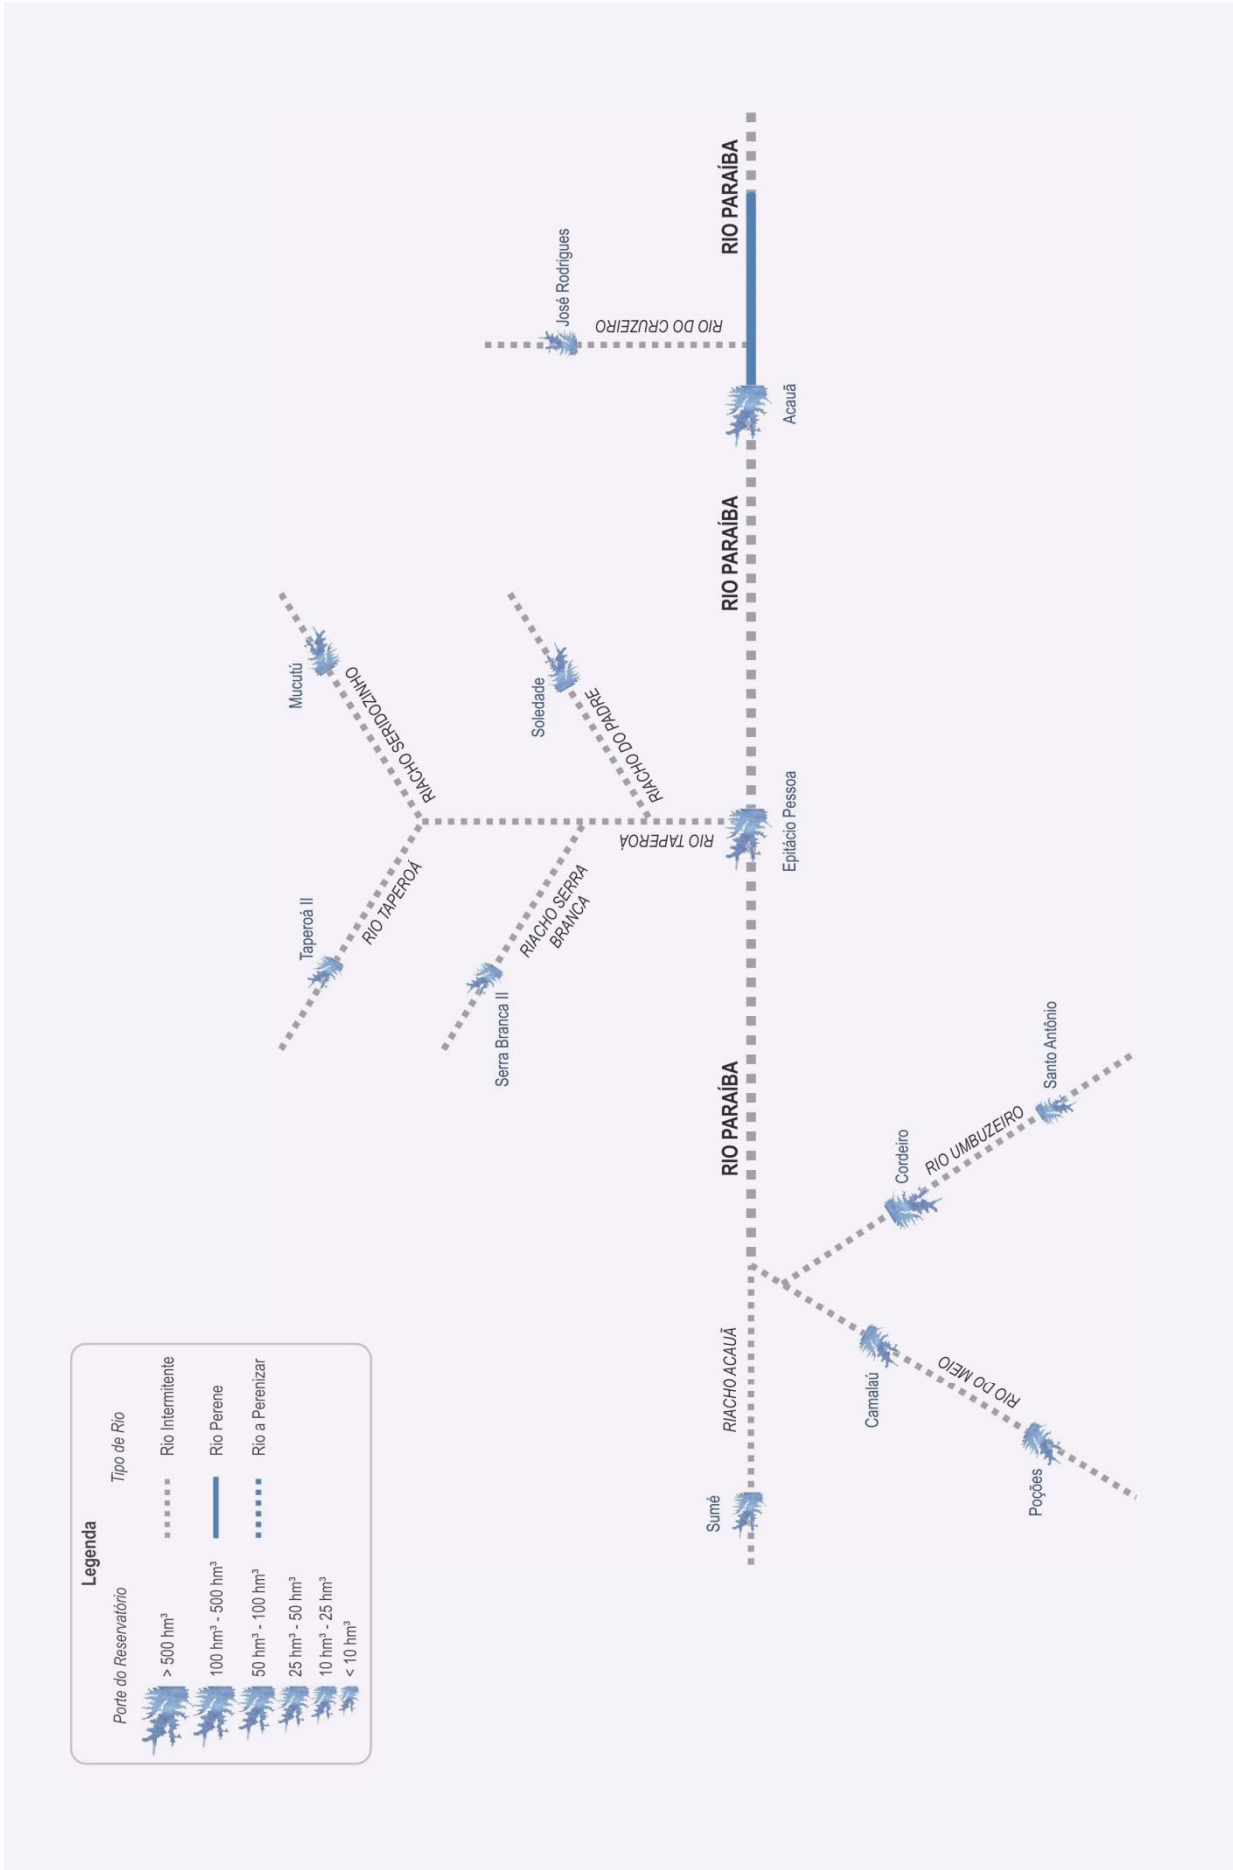 Legenda
Porte do Reservatório
Tipo de Rio
> 500 hm³
Rio Intermitente
100 hm³ - 500 hm³
Rio Perene
50 hm³ - 100 hm³
Rio a Perenizar
25 hm³ - 50 hm³
10 hm³ - 25 hm³
< 10 hm³
Taperoá II
Mucutú
RIO TAPEROÁ
RIACHO SERIDOZINHO
Serra Branca II
RIACHO SERRA
BRANCA
Soledade
RIACHO DO PADRE
RIO TAPEROÁ
José Rodrigues
RIO DO CRUZEIRO
Sumé
RIACHO ACAUÃ
RIO PARAÍBA
RIO PARAÍBA
RIO PARAÍBA
Epitácio Pessoa
Acauã
Camalaú
Cordeiro
RIO DO MEIO
RIO UMBUZEIRO
Poções
Santo Antônio